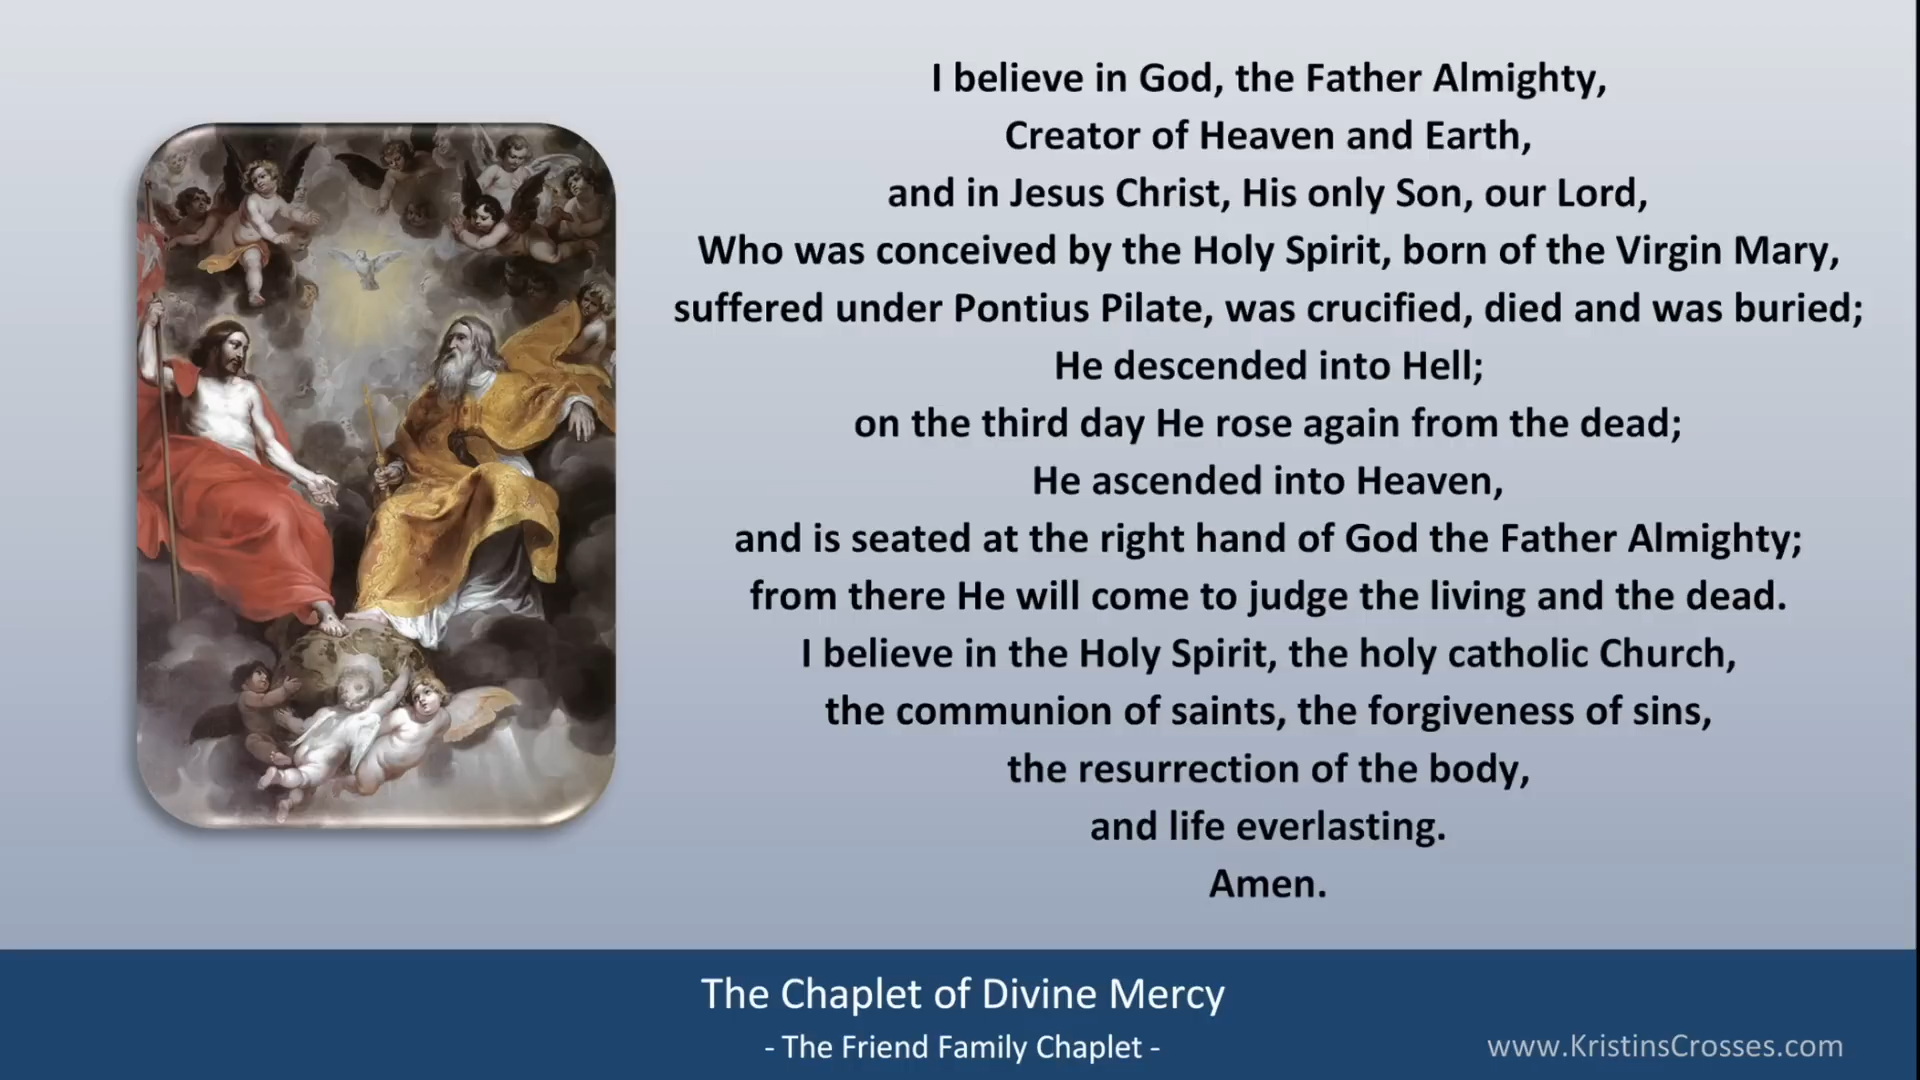 I believe in God, the Father Almighty,
Creator of Heaven and Earth,
and in Jesus Christ, His only Son, our Lord,
Who was conceived by the Holy Spirit, born of the Virgin Mary,
suffered under Pontius Pilate, was crucified, died and was buried;
He descended into Hell;
on the third day He rose again from the dead;
He ascended into Heaven,
and is seated at the right hand of God the Father Almighty;
from there He will come to judge the living and the dead.
I believe in the Holy Spirit, the holy catholic Church,
the communion of saints, the forgiveness of sins,
the resurrection of the body,
and life everlasting.
Amen.
The Chaplet of Divine Mercy
- The Friend Family Chaplet -
www.KristinsCrosses.com